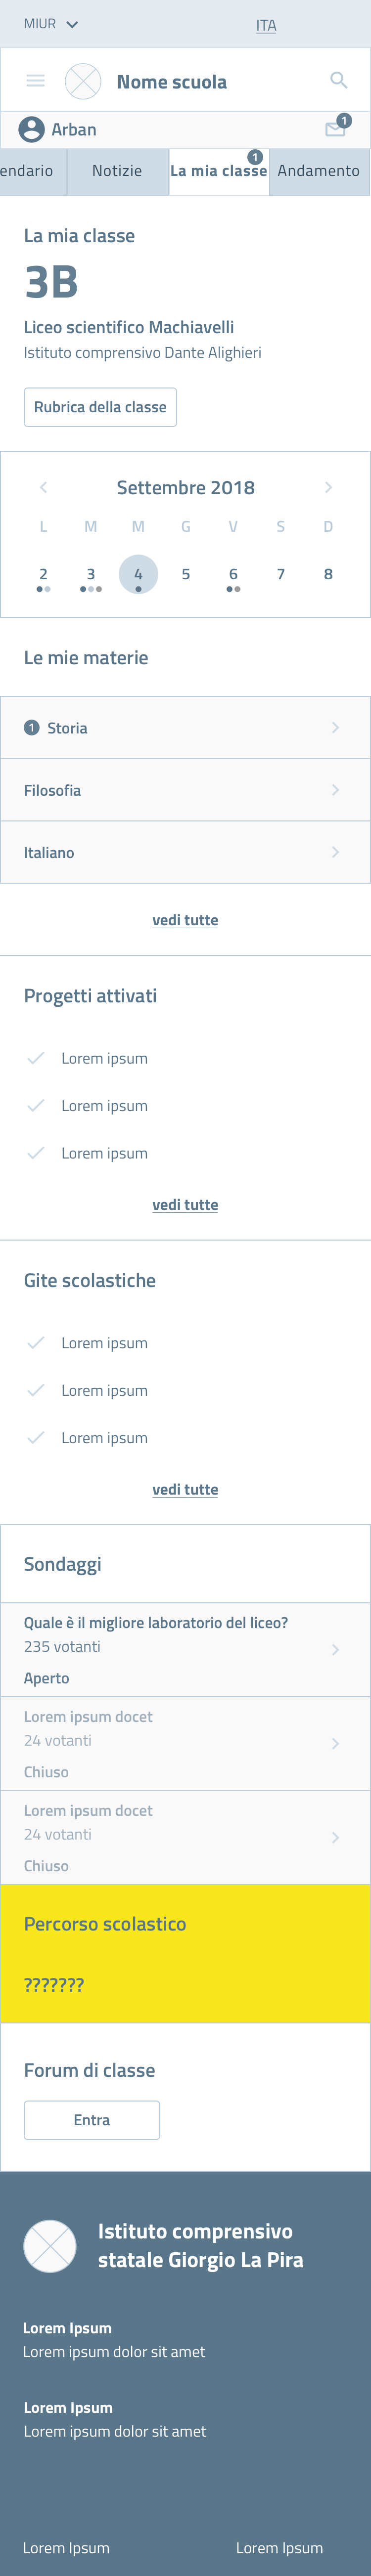 MIUR
ITA
Nome scuola
Arban
1
endario
Notizie
La mia classe
1
Andamento
La mia classe
3B
Liceo scientifico Machiavelli
Istituto comprensivo Dante Alighieri
Rubrica della classe
Settembre 2018
L M M G V S D
2 3 4 5 6 7 8
Le mie materie
1 Storia
Filosofia
Italiano
vedi tutte
Progetti attivati
Lorem ipsum
Lorem ipsum
Lorem ipsum
vedi tutte
Gite scolastiche
Lorem ipsum
Lorem ipsum
Lorem ipsum
vedi tutte
Sondaggi
Quale è il migliore laboratorio del liceo?
235 votanti
Aperto
Lorem ipsum docet
24 votanti
Chiuso
Lorem ipsum docet
24 votanti
Chiuso
Percorso scolastico
???????
Forum di classe
Entra
Istituto comprensivo
statale Giorgio La Pira
Lorem Ipsum
Lorem ipsum dolor sit amet
Lorem Ipsum
Lorem ipsum dolor sit amet
Lorem Ipsum
Lorem Ipsum